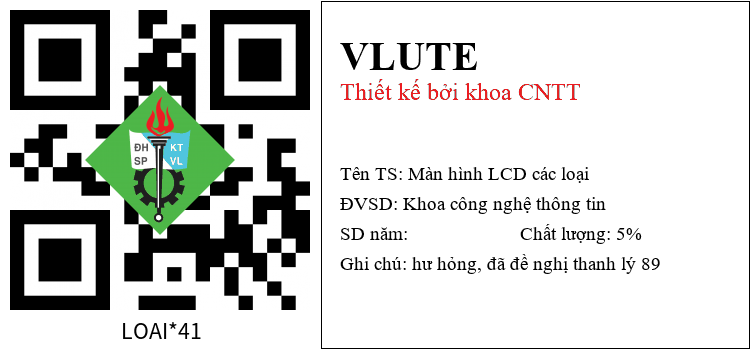 ĐH KT
SP VL
LOAI*41
VLUTE
Thiết kế bởi khoa CNTT
Tên TS: Màn hình LCD các loại
ĐVSD: Khoa công nghệ thông tin
SD năm: Chất lượng: 5%
Ghi chú: hư hỏng, đã đề nghị thanh lý 89